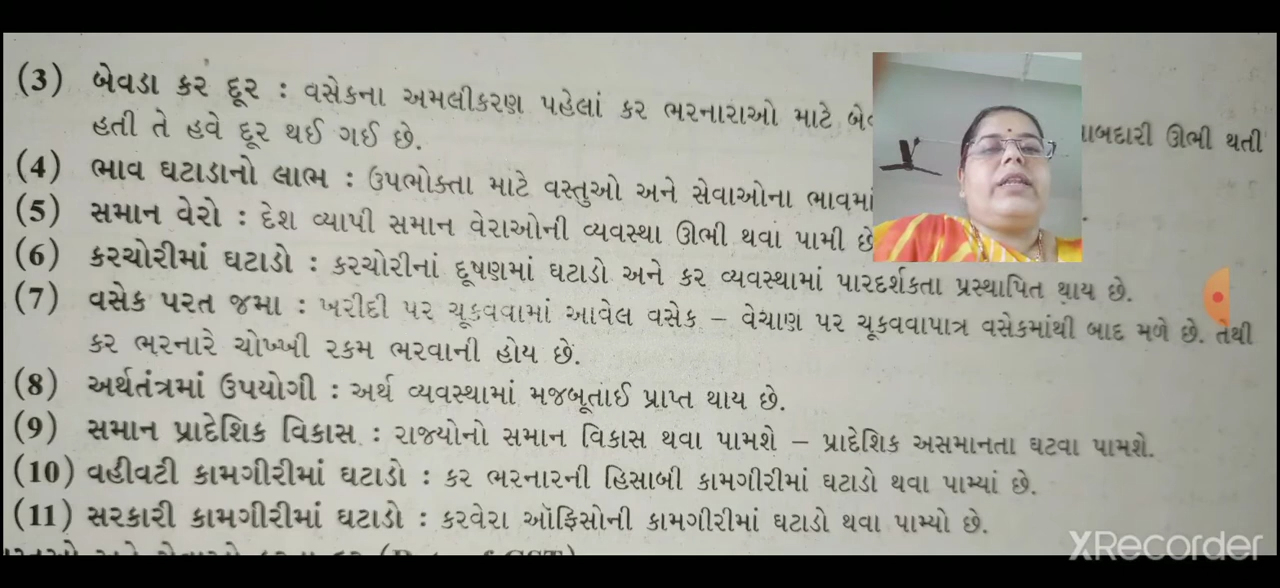 (3) બેવડા કર દૂર : વસેકના અમલીકરણ પહેલાં કર ભરનારાઓ માટે ઊભી થતી
હતી તે હવે દૂર થઈ ગઈ છે.
(4) ભાવ ઘટાડાનો લાભ : ઉપભોક્તા માટે વસ્તુઓ અને સેવાઓના ભાવમાં
(5) સમાન વેરો : દેશ વ્યાપી સમાન વેરાઓની વ્યવસ્થા ઊભી થવા પામી છે
(6) કરચોરીમાં ઘટાડો : કરચોરીનાં દૂષણમાં ઘટાડો અને કર વ્યવસ્થામાં પારદર્શકતા પ્રસ્થાપિત થાય છે.
(7) વસેક પરત જમા : ખરીદી પર ચૂકવવામાં આવેલ વસેક – વેચાણ પર ચૂકવવાપાત્ર વસેકમાંથી બાદ મળે છે. તેથી
કર ભરનારે ચોખ્ખી રકમ ભરવાની હોય છે.
(8) અર્થતંત્રમાં ઉપયોગી : અર્થ વ્યવસ્થામાં મજબૂતાઈ પ્રાપ્ત થાય છે.
(9) સમાન પ્રાદેશિક વિકાસ : રાજ્યોનો સમાન વિકાસ થવા પામશે – પ્રાદેશિક અસમાનતા ઘટવા પામશે.
(10) વહીવટી કામગીરીમાં ઘટાડો : કર ભરનારની હિસાબી કામગીરીમાં ઘટાડો થવા પામ્યાં છે.
(11) સરકારી કામગીરીમાં ઘટાડો : કરવેરા ઑફિસોની કામગીરીમાં ઘટાડો થવા પામ્યો છે.
XRecorder